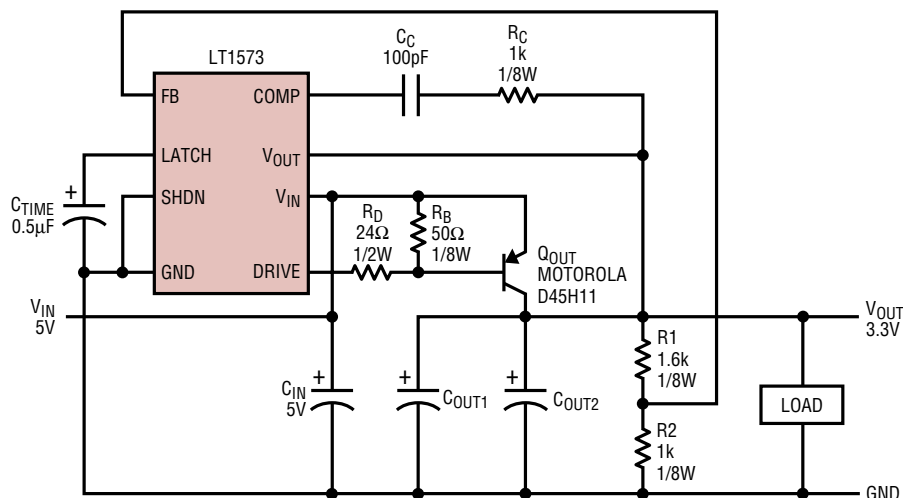 LT1573
C_C
100pF
R_C
1k
1/8W
FB
COMP
LATCH
V_OUT
SHDN
V_IN
GND
DRIVE
+
C_TIME
0.5µF
R_D
24Ω
1/2W
R_B
50Ω
1/8W
Q_OUT
MOTOROLA
D45H11
V_IN
5V
V_OUT
3.3V
+
C_IN
5V
+
C_OUT1
+
C_OUT2
R1
1.6k
1/8W
LOAD
R2
1k
1/8W
GND